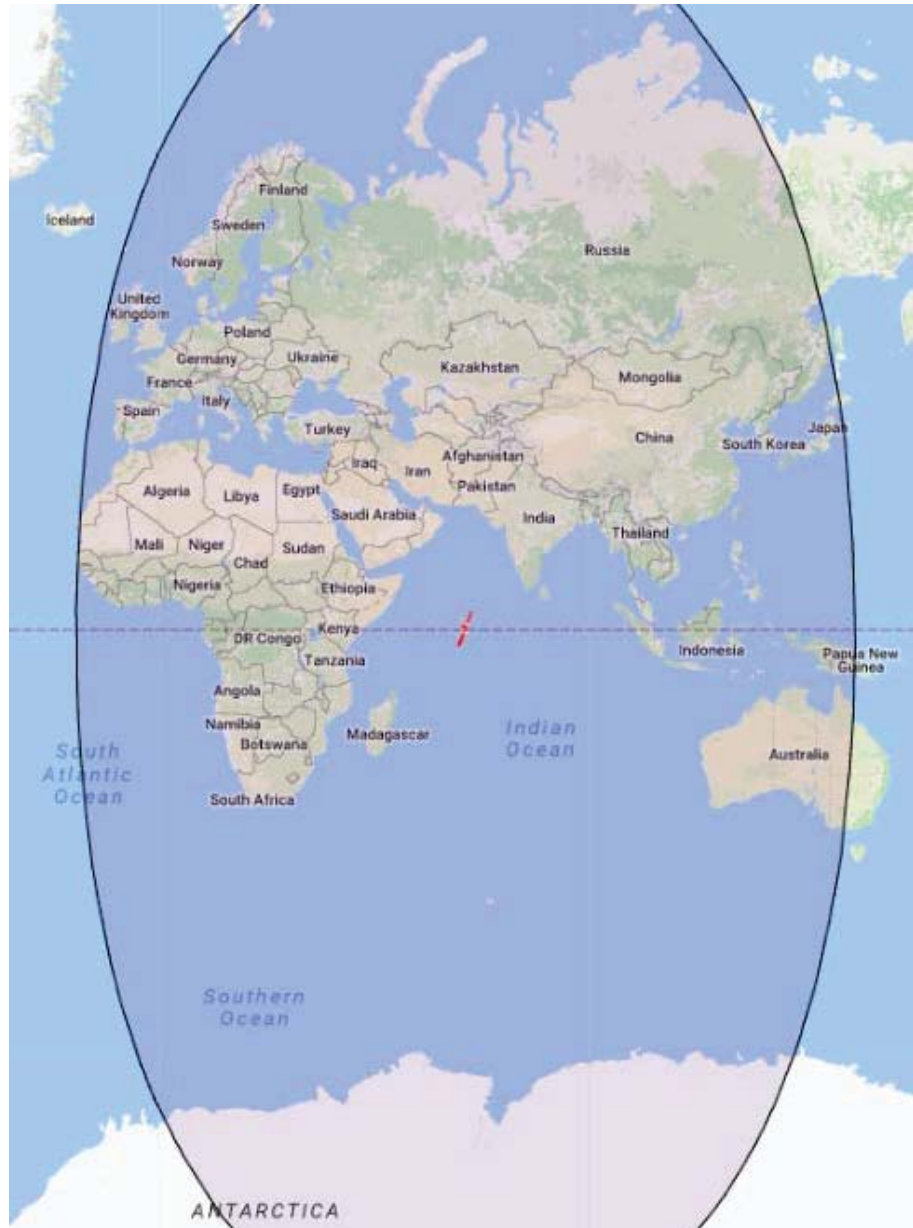 Finland
Iceland
Sweden
Russia
Norway
United
Kingdom
Poland
Germany
Ukraine
Kazakhstan
France
Mongolia
Italy
Spain
Turkey
Japan
China
South Korea
Afghanistan
Iraq
Iran
Pakistan
Algeria
Libya
Egypt
Saudi Arabia
India
Thailand
Mali
Niger
Sudan
Chad
Nigeria
Ethiopia
Kenya
DR Congo
Indonesia
Papua New
Guinea
Tanzania
Angola
Namibia
Botswana
Madagascar
Indian
Ocean
South
Atlantic
Ocean
Australia
South Africa
Southern
Ocean
ANTARCTICA